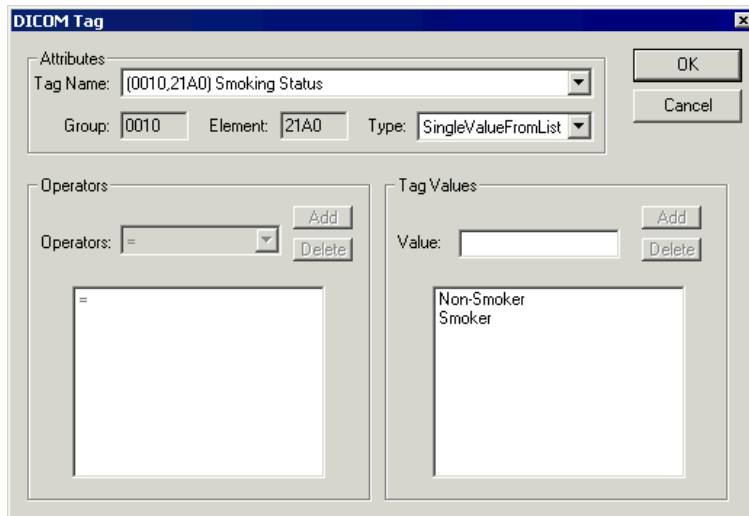 DICOM Tag
Attributes
Tag Name: (0010,21A0) Smoking Status
OK
Cancel
Group: 0010 Element: 21A0 Type: SingleValueFromList
Operators
Operators: =
Add
Delete
=
Tag Values
Value:
Add
Delete
Non-Smoker
Smoker